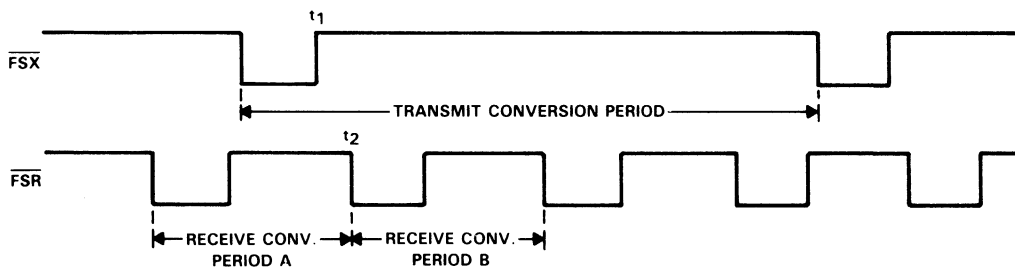 t1
FSX
TRANSMIT CONVERSION PERIOD
t2
FSR
RECEIVE CONV. PERIOD A
RECEIVE CONV. PERIOD B